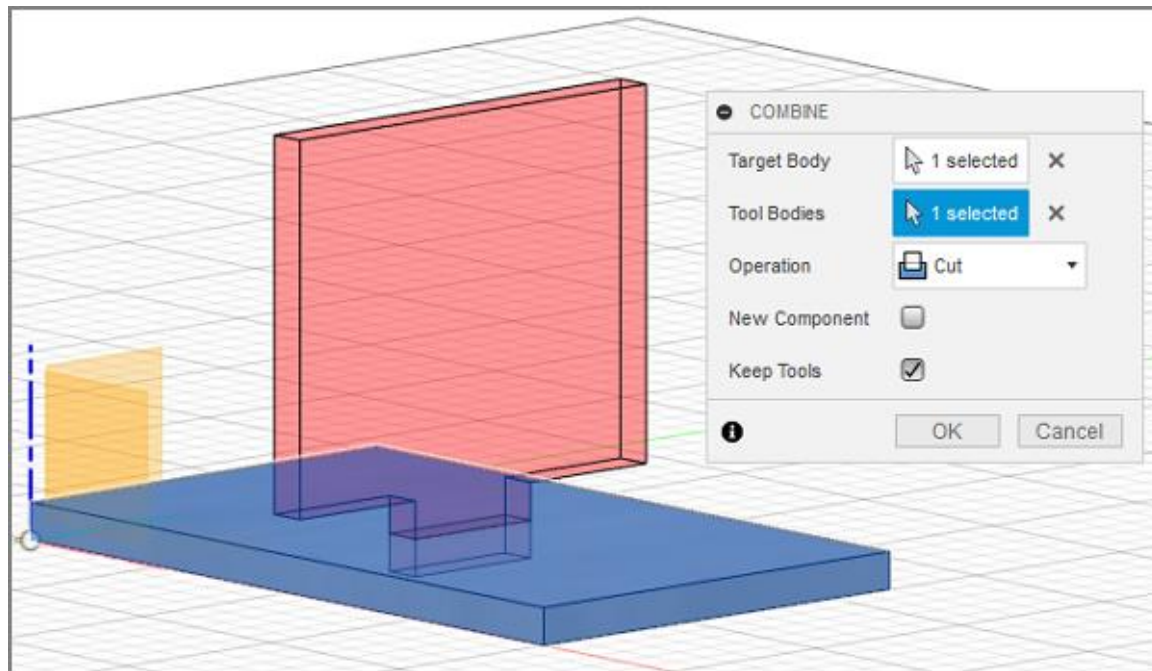 COMBINE
Target Body 1 selected
Tool Bodies 1 selected
Operation Cut
New Component
Keep Tools
OK Cancel